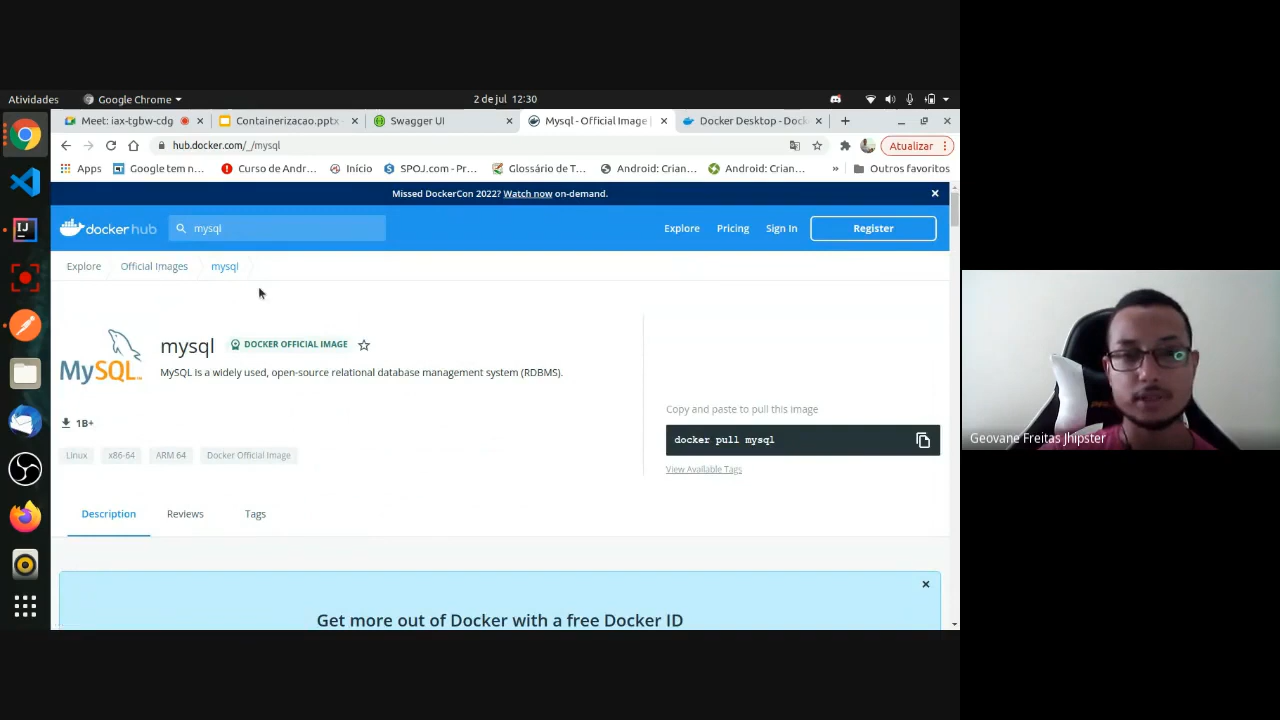 Atividades
Google Chrome
2 de jul 12:30
Meet: iax-tgbw-cdg
Containerizacao.pptx
Swagger UI
Mysql - Official Image |
Docker Desktop - Dock
hub.docker.com/_/mysql
Atualizar
Apps
Google tem n...
Curso de Andr...
Início
SPOJ.com - Pr...
Glossário de T...
Android: Crian...
Android: Crian...
»
Outros favoritos
Missed DockerCon 2022? Watch now on-demand.
docker hub
mysql
Explore
Pricing
Sign In
Register
Explore
Official Images
mysql
MySQL
mysql
DOCKER OFFICIAL IMAGE
MySQL is a widely used, open-source relational database management system (RDBMS).
1B+
Copy and paste to pull this image
docker pull mysql
View Available Tags
Linux
x86-64
ARM 64
Docker Official Image
Description
Reviews
Tags
Get more out of Docker with a free Docker ID
IJ
Geovane Freitas Jhipster